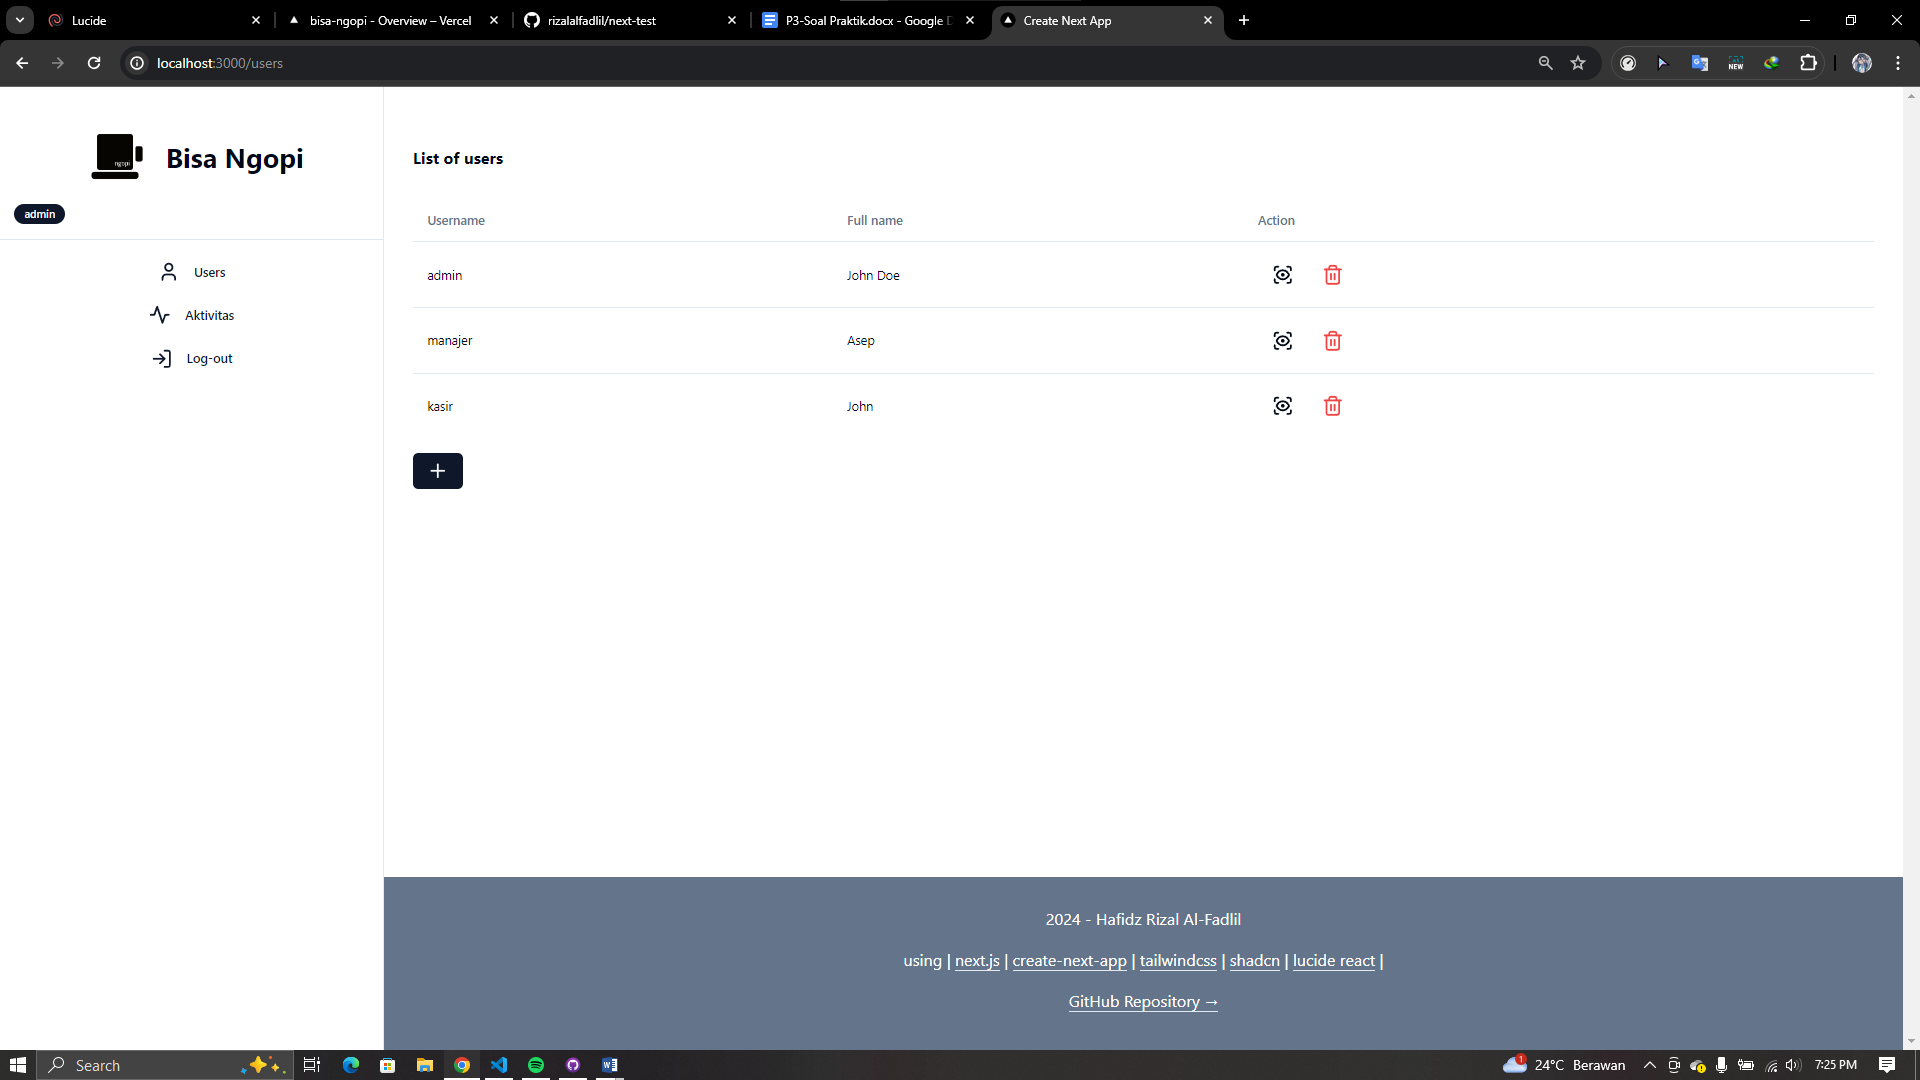 Lucide
bisa-ngopi - Overview – Vercel
rizalalfadlil/next-test
P3-Soal Praktik.docx - Google D
Create Next App
localhost:3000/users
NEW
ngopi
Bisa Ngopi
admin
Users
Aktivitas
Log-out
List of users
Username Full name Action
admin John Doe
manajer Asep
kasir John
2024 - Hafidz Rizal Al-Fadlil
using | next.js | create-next-app | tailwindcss | shadcn | lucide react |
GitHub Repository →
Search
1
24°C Berawan
7:25 PM